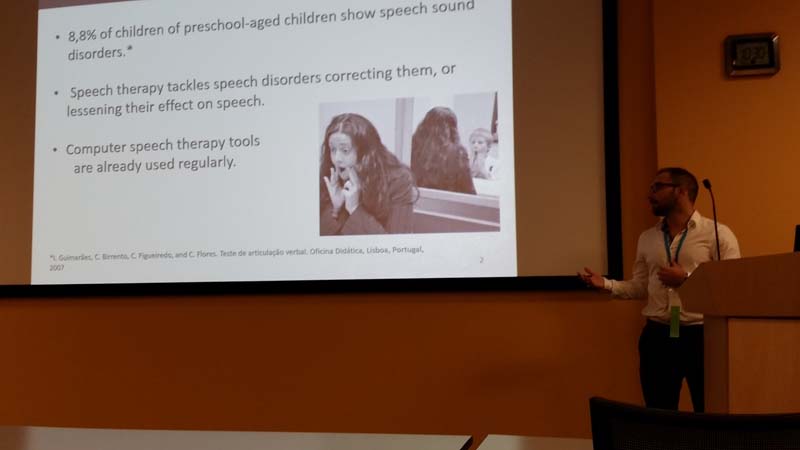 • 8,8% of children of preschool-aged children show speech sound
disorders.*
• Speech therapy tackles speech disorders correcting them, or
lessening their effect on speech.
• Computer speech therapy tools
are already used regularly.
*I. Guimarães, C. Birrento, C. Figueiredo, and C. Flores. Teste de articulação verbal. Oficina Didática, Lisboa, Portugal,
2007
2